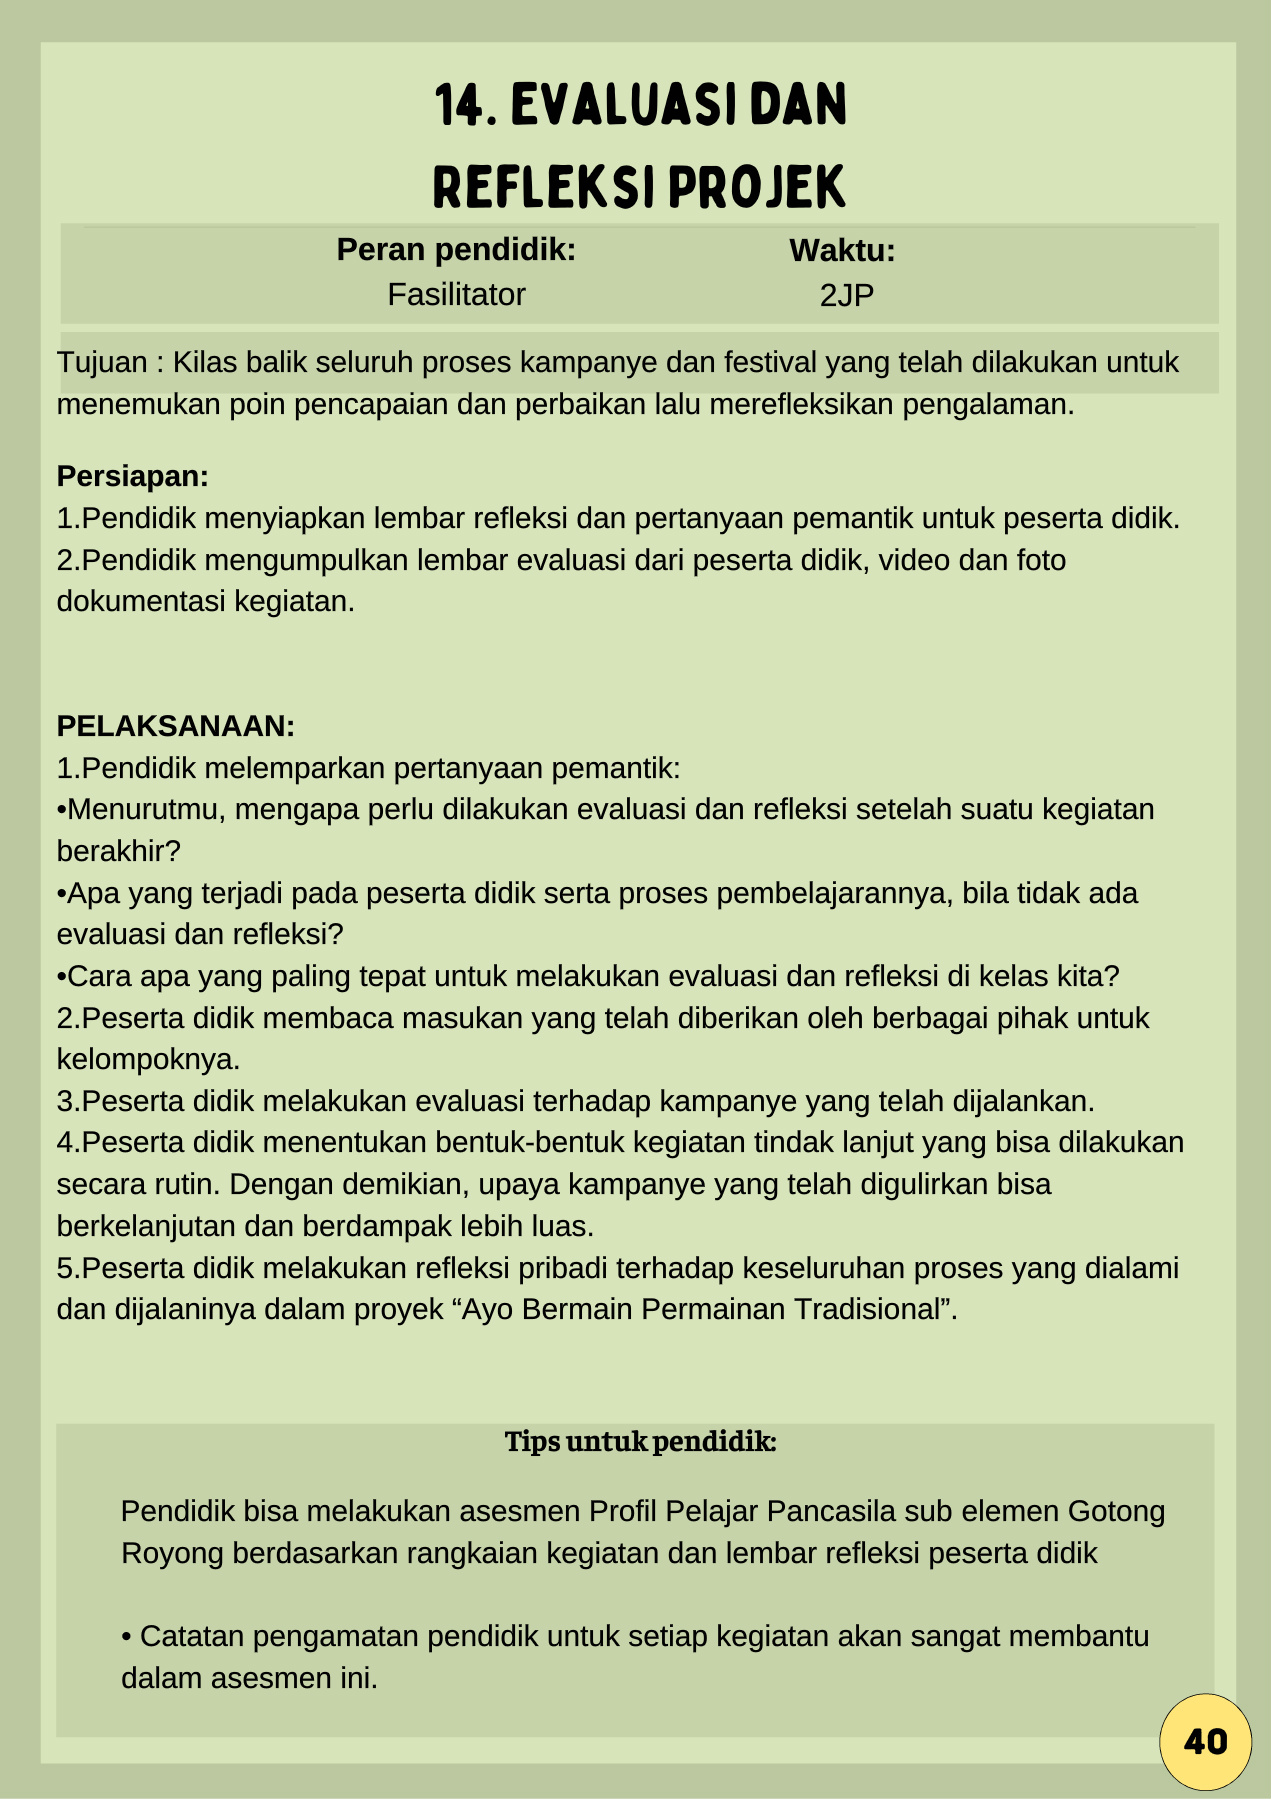 14. EVALUASI DAN
REFLEKSI PROJEK
Peran pendidik:
Fasilitator
Waktu:
2JP
Tujuan : Kilas balik seluruh proses kampanye dan festival yang telah dilakukan untuk
menemukan poin pencapaian dan perbaikan lalu merefleksikan pengalaman.
Persiapan:
1.Pendidik menyiapkan lembar refleksi dan pertanyaan pemantik untuk peserta didik.
2.Pendidik mengumpulkan lembar evaluasi dari peserta didik, video dan foto
dokumentasi kegiatan.
PELAKSANAAN:
1.Pendidik melemparkan pertanyaan pemantik:
•Menurutmu, mengapa perlu dilakukan evaluasi dan refleksi setelah suatu kegiatan
berakhir?
•Apa yang terjadi pada peserta didik serta proses pembelajarannya, bila tidak ada
evaluasi dan refleksi?
•Cara apa yang paling tepat untuk melakukan evaluasi dan refleksi di kelas kita?
2.Peserta didik membaca masukan yang telah diberikan oleh berbagai pihak untuk
kelompoknya.
3.Peserta didik melakukan evaluasi terhadap kampanye yang telah dijalankan.
4.Peserta didik menentukan bentuk-bentuk kegiatan tindak lanjut yang bisa dilakukan
secara rutin. Dengan demikian, upaya kampanye yang telah digulirkan bisa
berkelanjutan dan berdampak lebih luas.
5.Peserta didik melakukan refleksi pribadi terhadap keseluruhan proses yang dialami
dan dijalaninya dalam proyek “Ayo Bermain Permainan Tradisional”.
Tips untuk pendidik:
Pendidik bisa melakukan asesmen Profil Pelajar Pancasila sub elemen Gotong
Royong berdasarkan rangkaian kegiatan dan lembar refleksi peserta didik
• Catatan pengamatan pendidik untuk setiap kegiatan akan sangat membantu
dalam asesmen ini.
40